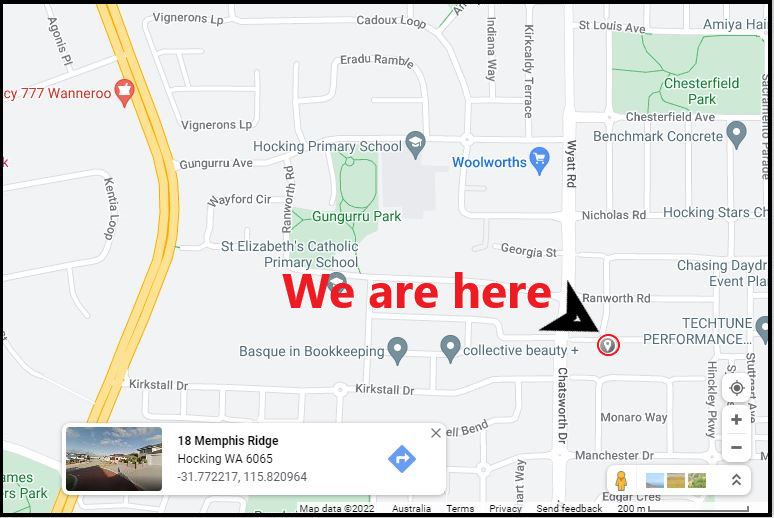 Vignerons Lp
Cadoux Loop
Indiana Way
Kirkcaldy Terrace
St Louis Ave
Amiya Hai
Agonis Pl
Eradu Ramble
Chesterfield
Park
Sacramento Parade
cy 777 Wanneroo
Vignerons Lp
Chesterfield Ave
Benchmark Concrete
Hocking Primary School
Woolworths
Wyatt Rd
Gungurru Ave
Kentia Loop
Wayford Cir
Ranworth Rd
Gungurru Park
Nicholas Rd
Hocking Stars Ch
St Elizabeth's Catholic
Primary School
Georgia St
Chasing Daydr
Event Pla
We are here
Ranworth Rd
TECHTUNE
PERFORMANCE...
Basque in Bookkeeping
collective beauty +
Kirkstall Dr
Kirkstall Dr
Chatsworth Dr
Hinckley Pkwy
Stuttgart Ave
Monaro Way
ell Bend
18 Memphis Ridge
Hocking WA 6065
-31.772217, 115.820964
Manchester Dr
hart Way
ames
ers Park
Edgar Cres
Map data ©2022
Australia
Terms
Privacy
Send feedback
200 m